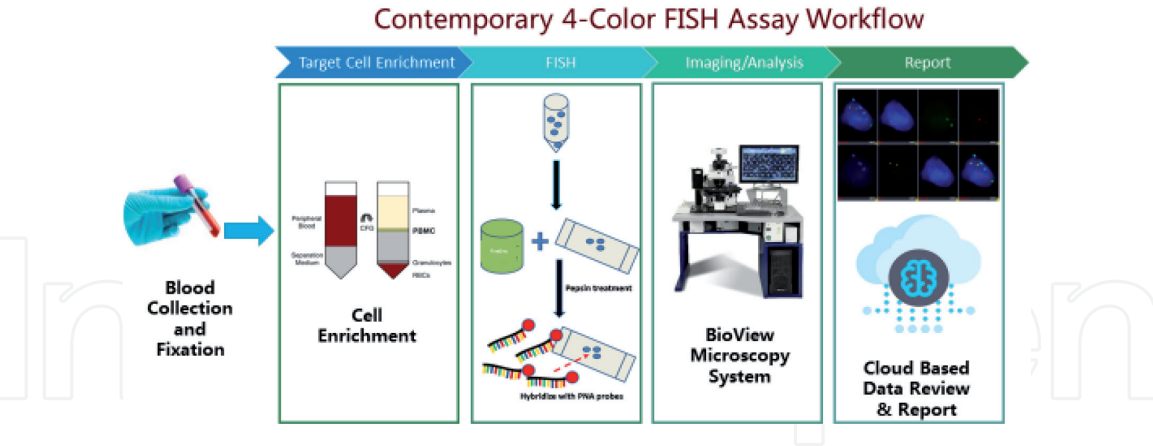 Contemporary 4-Color FISH Assay Workflow
Target Cell Enrichment
FISH
Imaging/Analysis
Report
Blood
Collection
and
Fixation
Peripheral
Blood
Separation
Medium
CFG
Plasma
PBMC
Granulocytes
RBCs
Cell
Enrichment
Pepsin treatment
Hybridize with PNA probes
BioView
Microscopy
System
Cloud Based
Data Review
& Report